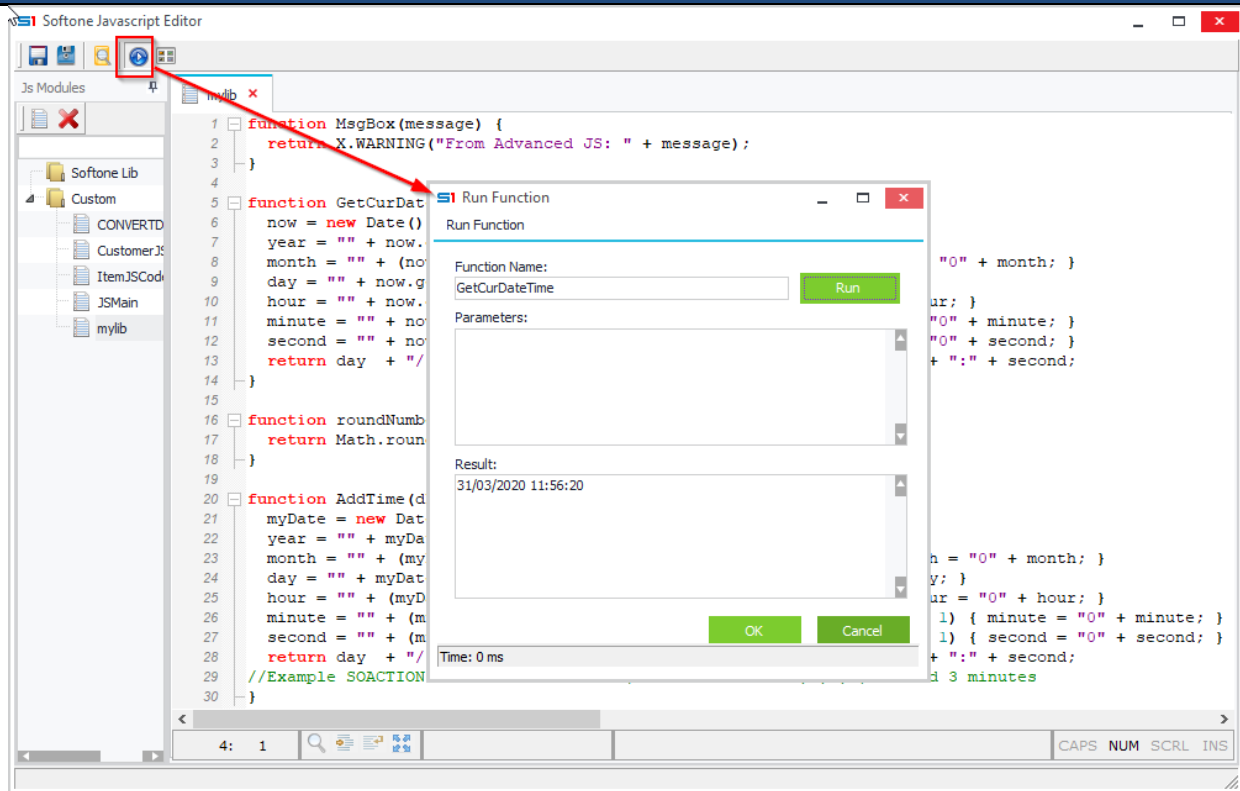 S1 Softone Javascript Editor
Js Modules
mylib
Softone Lib
Custom
CONVERTD
CustomerJS
ItemJSCod
JSMain
mylib
1 function MsgBox(message) {
2 return X.WARNING("From Advanced JS: " + message);
3 }
4
5 function GetCurDat
6 now = new Date()
7 year = "" + now.
8 month = "" + (no "0" + month; }
9 day = "" + now.g
10 hour = "" + now. ur; }
11 minute = "" + no "0" + minute; }
12 second = "" + no "0" + second; }
13 return day + "/ + ":" + second;
14 }
15
16 function roundNumb
17 return Math.roun
18 }
19
20 function AddTime(d
21 myDate = new Dat
22 year = "" + myDa
23 month = "" + (my h = "0" + month; }
24 day = "" + myDat y; }
25 hour = "" + (myD ur = "0" + hour; }
26 minute = "" + (m 1) { minute = "0" + minute; }
27 second = "" + (m 1) { second = "0" + second; }
28 return day + "/ + ":" + second;
29 //Example SOACTION d 3 minutes
30 }
S1 Run Function
Run Function
Function Name:
GetCurDateTime
Run
Parameters:
Result:
31/03/2020 11:56:20
OK
Cancel
Time: 0 ms
4: 1
CAPS NUM SCRL INS